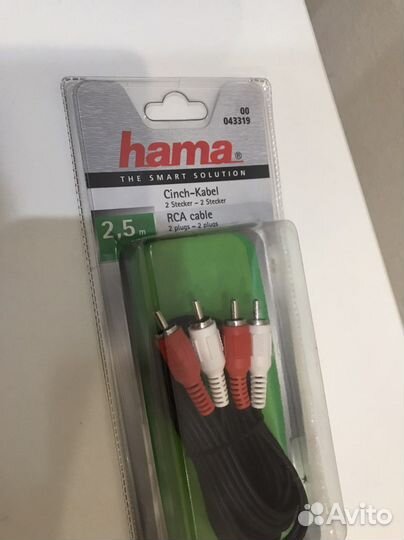 00
043319
hama®
THE SMART SOLUTION
Cinch-Kabel
2 Stecker – 2 Stecker
2,5 m
RCA cable
2 plugs – 2 plugs
Avito